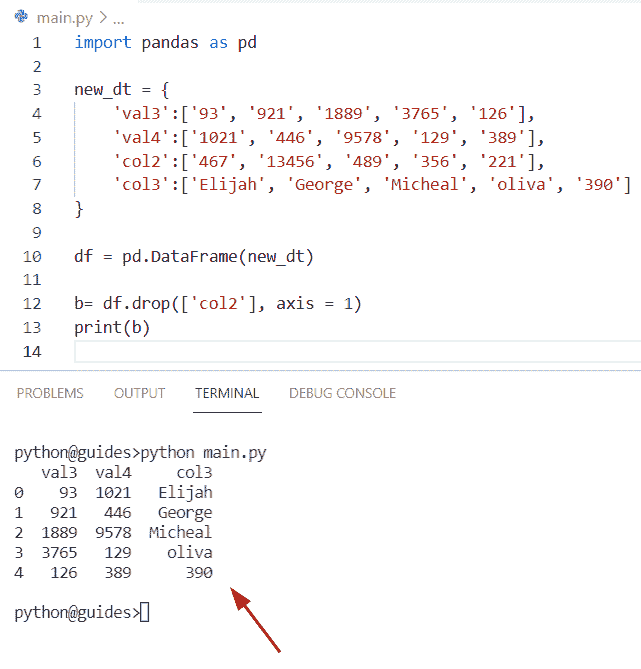 main.py > ...
1 import pandas as pd
2
3 new_dt = {
4     'val3':['93', '921', '1889', '3765', '126'],
5     'val4':['1021', '446', '9578', '129', '389'],
6     'col2':['467', '13456', '489', '356', '221'],
7     'col3':['Elijah', 'George', 'Micheal', 'oliva', '390']
8 }
9
10 df = pd.DataFrame(new_dt)
11
12 b= df.drop(['col2'], axis = 1)
13 print(b)
14
PROBLEMS OUTPUT TERMINAL DEBUG CONSOLE
python@guides>python main.py
   val3  val4     col3
0    93  1021   Elijah
1   921   446   George
2  1889  9578  Micheal
3  3765   129    oliva
4   126   389      390
python@guides>